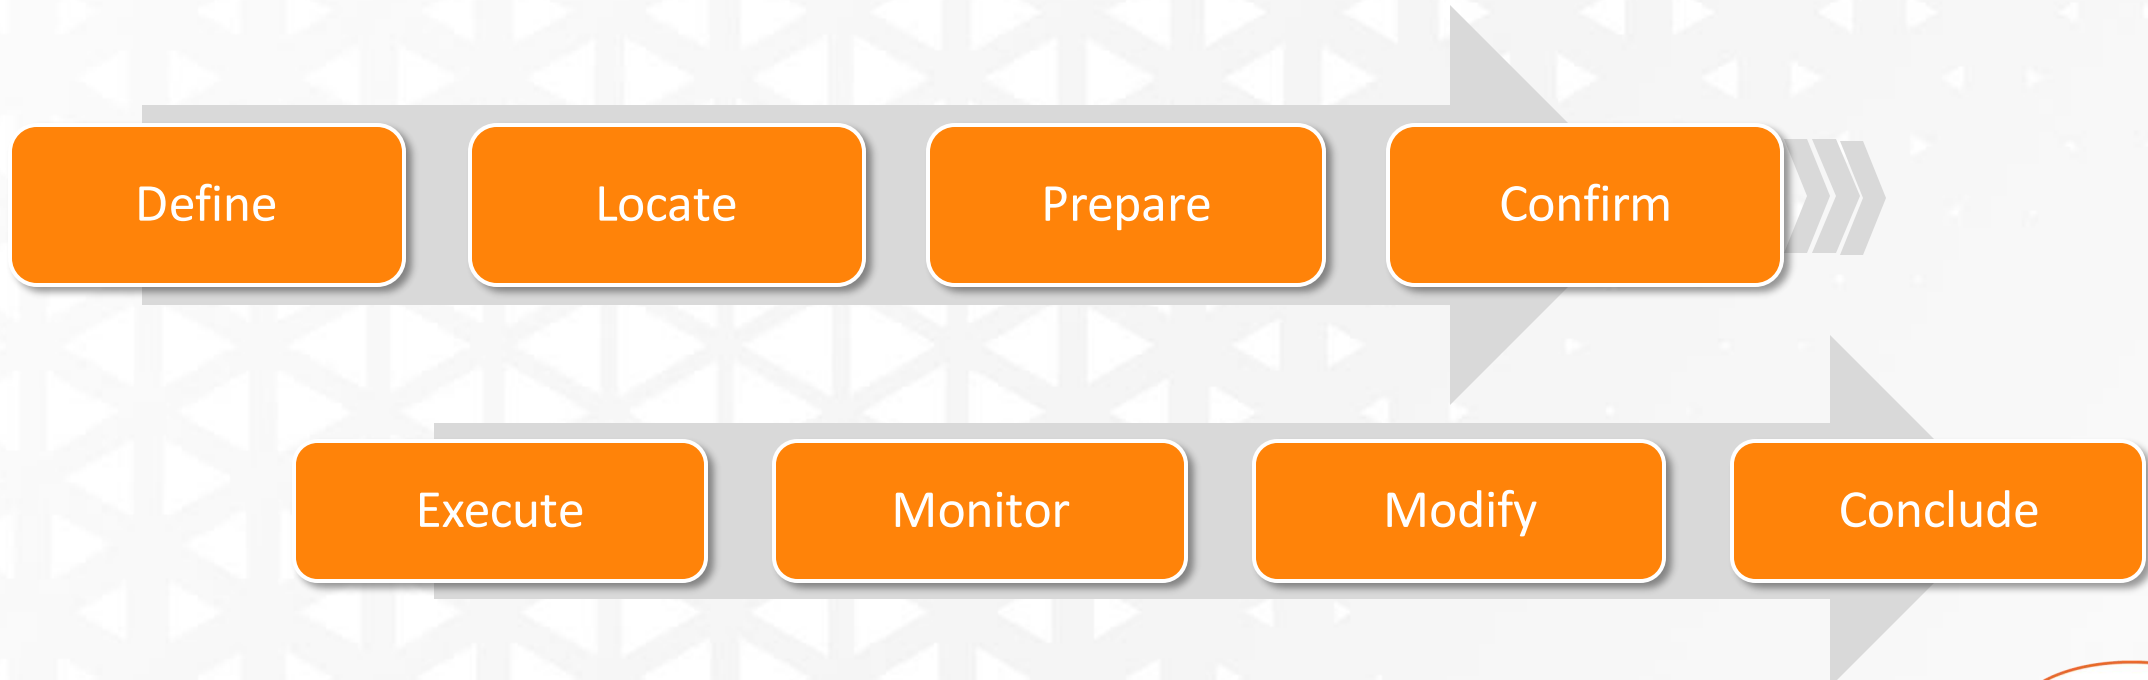 Define
Locate
Prepare
Confirm
Execute
Monitor
Modify
Conclude